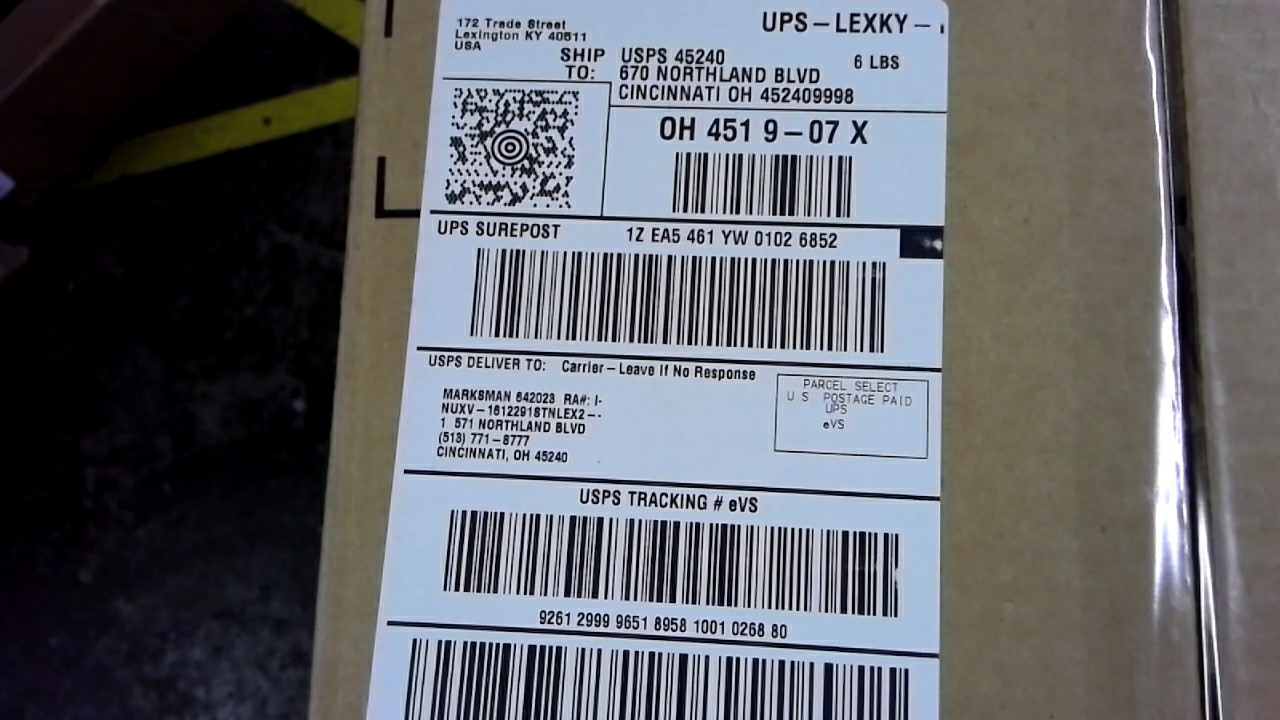 172 Trade Street
Lexington KY 40511
USA
UPS-LEXKY-
SHIP
TO:
USPS 45240
670 NORTHLAND BLVD
CINCINNATI OH 452409998
6 LBS
OH 451 9-07 X
UPS SUREPOST
1Z EA5 461 YW 0102 6852
USPS DELIVER TO: Carrier-Leave If No Response
MARKSMAN 642023 RA#: I-
NUXV-16122918TNLEX2--
1 571 NORTHLAND BLVD
(513) 771-8777
CINCINNATI, OH 45240
PARCEL SELECT
U S POSTAGE PAID
UPS
eVS
USPS TRACKING # eVS
9261 2999 9651 8958 1001 0268 80